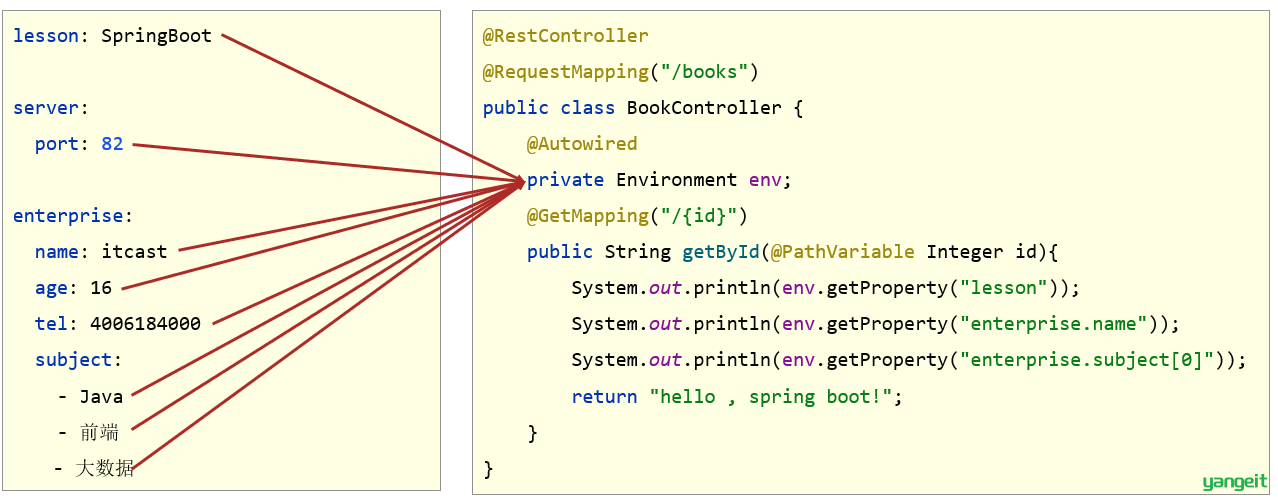 lesson: SpringBoot
server:
port: 82
enterprise:
name: itcast
age: 16
tel: 4006184000
subject:
- Java
- 前端
- 大数据
@RestController
@RequestMapping("/books")
public class BookController {
@Autowired
private Environment env;
@GetMapping("/{id}")
public String getById(@PathVariable Integer id){
System.out.println(env.getProperty("lesson"));
System.out.println(env.getProperty("enterprise.name"));
System.out.println(env.getProperty("enterprise.subject[0]"));
return "hello , spring boot!";
}
}
yangeit